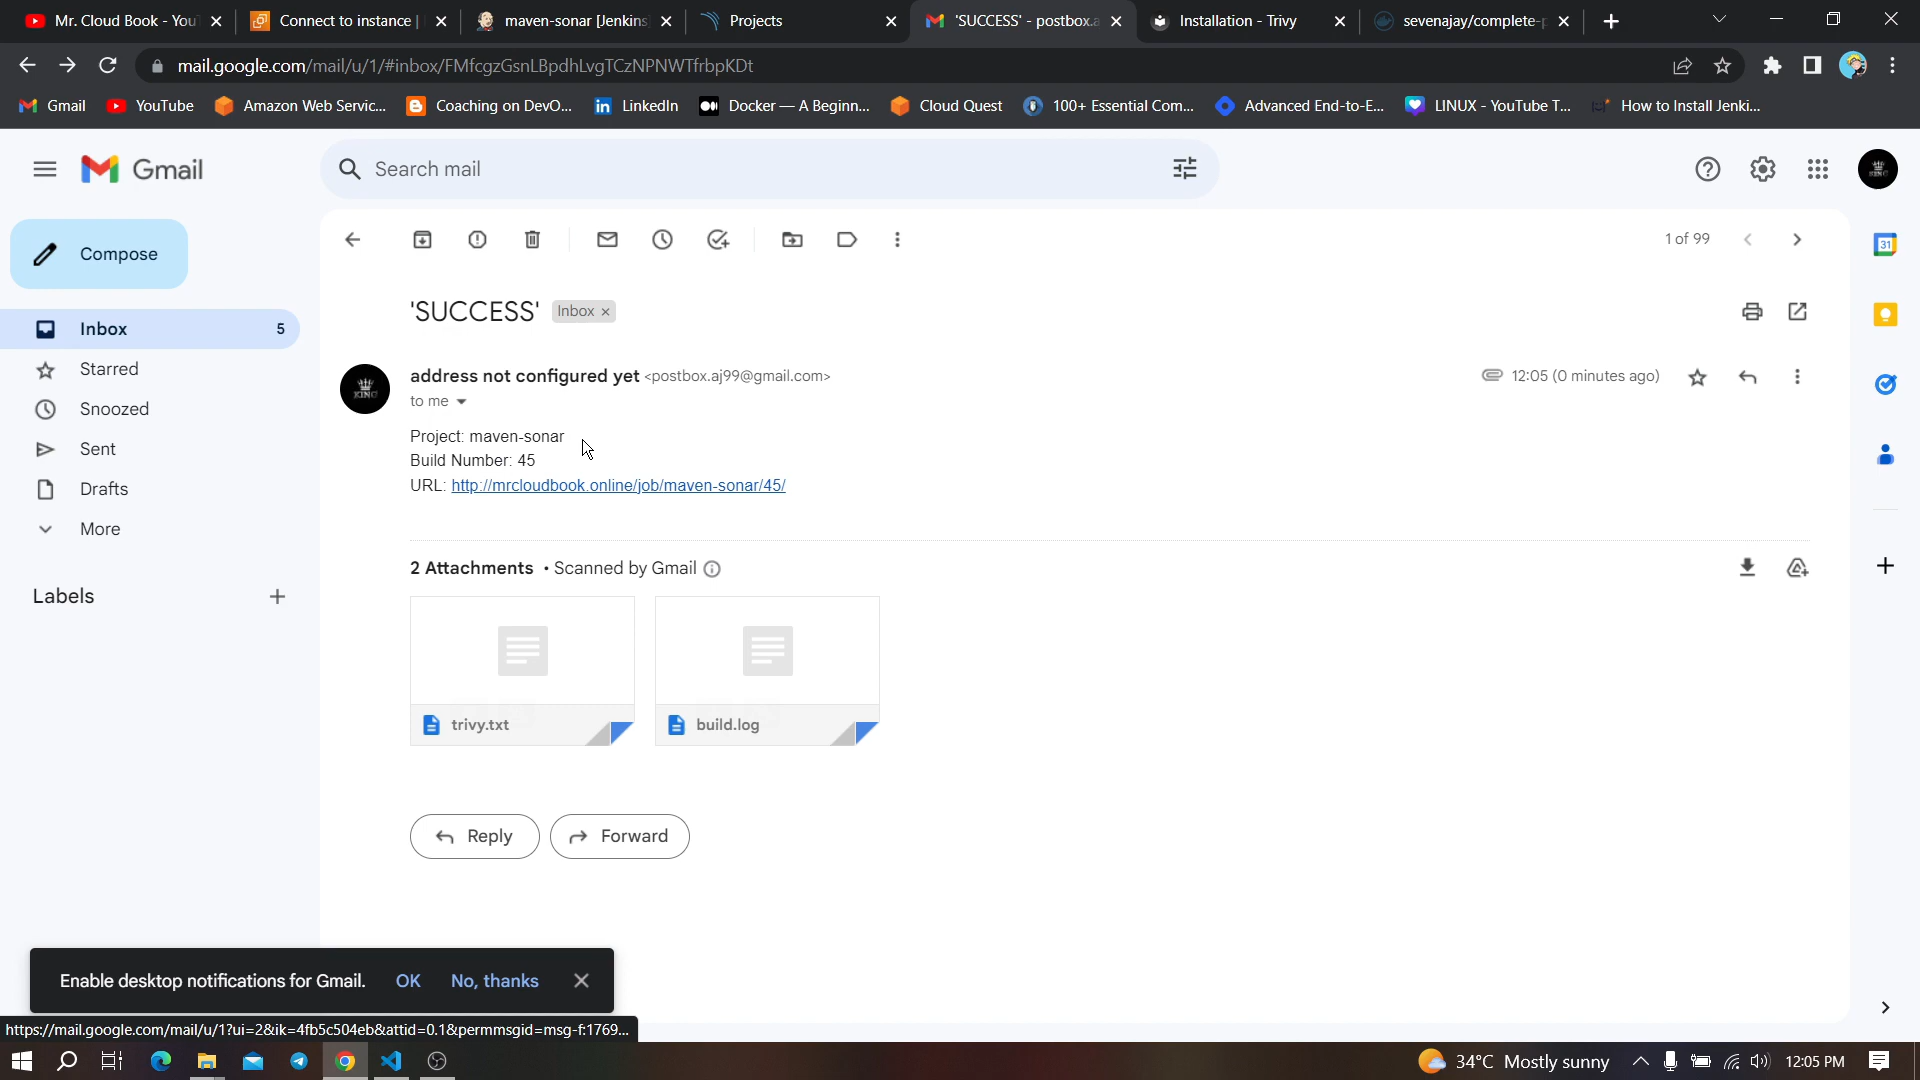 Mr. Cloud Book - You
Connect to instance |
maven-sonar [Jenkins
Projects
'SUCCESS' - postbox.a
Installation - Trivy
sevenajay/complete-p
mail.google.com/mail/u/1/#inbox/FMfcgzGsnLBpdhLvgTCzNPNWTfrbpKDt
Gmail
YouTube
Amazon Web Servic...
Coaching on DevO...
LinkedIn
Docker — A Beginn...
Cloud Quest
100+ Essential Com...
Advanced End-to-E...
LINUX - YouTube T...
How to Install Jenki...
Gmail
Search mail
Compose
1 of 99
Inbox 5
Starred
Snoozed
Sent
Drafts
More
Labels
'SUCCESS' Inbox ×
address not configured yet <postbox.aj99@gmail.com>
12:05 (0 minutes ago)
to me
Project: maven-sonar
Build Number: 45
URL: http://mrcloudbook.online/job/maven-sonar/45/
2 Attachments • Scanned by Gmail
trivy.txt
build.log
Reply
Forward
Enable desktop notifications for Gmail. OK No, thanks
https://mail.google.com/mail/u/1?ui=2&ik=4fb5c504eb&attid=0.1&permmsgid=msg-f:1769...
34°C Mostly sunny
12:05 PM